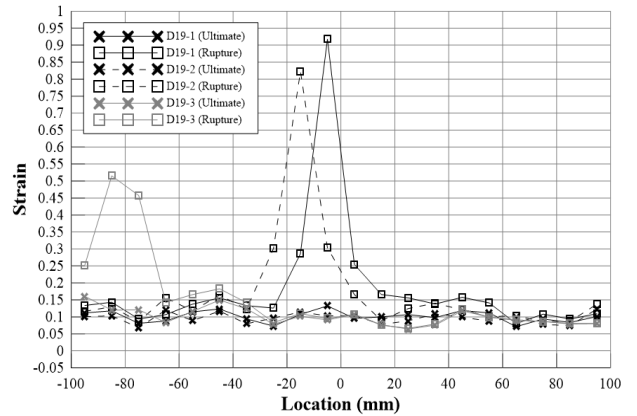 1
0.95
0.9
0.85
0.8
0.75
0.7
0.65
0.6
0.55
0.5
0.45
0.4
0.35
0.3
0.25
0.2
0.15
0.1
0.05
0
-0.05
Strain
D19-1 (Ultimate)
D19-1 (Rupture)
D19-2 (Ultimate)
D19-2 (Rupture)
D19-3 (Ultimate)
D19-3 (Rupture)
-100 -80 -60 -40 -20 0 20 40 60 80 100
Location (mm)